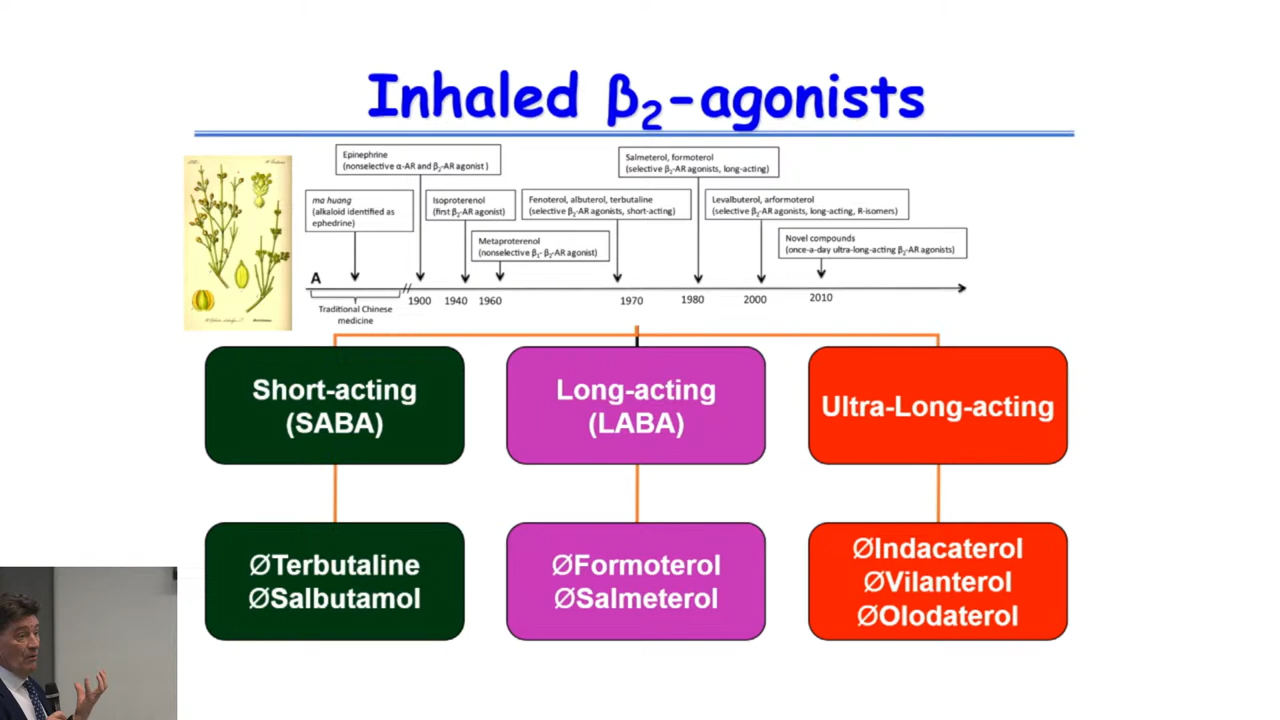 Inhaled β₂-agonists
Epinephrine
(nonselective α-AR and β₂-AR agonist )
Salmeterol, formoterol
(selective β₂-AR agonists, long-acting)
ma huang
(alkaloid identified as
ephedrine)
Isoproterenol
(first β₂-AR agonist)
Fenoterol, albuterol, terbutaline
(selective β₂-AR agonists, short-acting)
Levalbuterol, arformoterol
(selective β₂-AR agonists, long-acting, R-isomers)
Metaproterenol
(nonselective β₁- β₂-AR agonist)
Novel compounds
(once-a-day ultra-long-acting β₂-AR agonists)
A
1900 1940 1960 1970 1980 2000 2010
Traditional Chinese
medicine
Short-acting
(SABA)
Long-acting
(LABA)
Ultra-Long-acting
ØTerbutaline
ØSalbutamol
ØFormoterol
ØSalmeterol
ØIndacaterol
ØVilanterol
ØOlodaterol